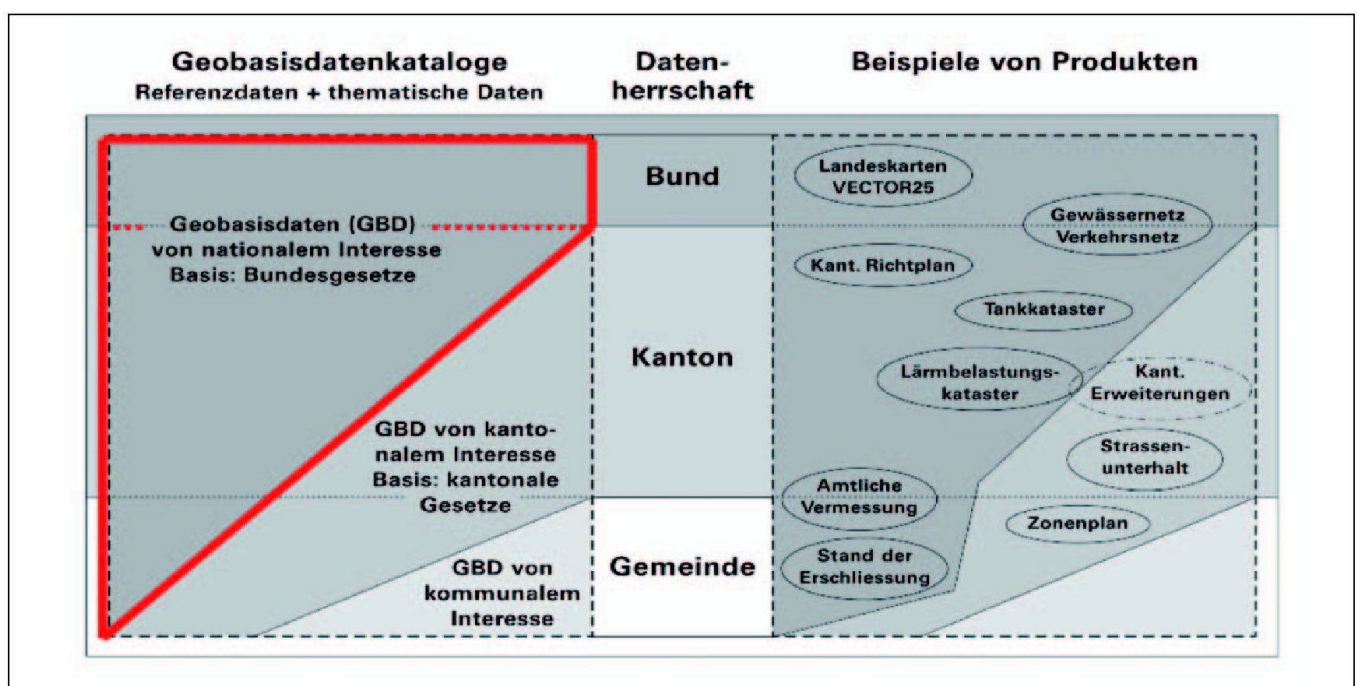 Geobasisdatenkataloge
Referenzdaten + thematische Daten
Daten-
herrschaft
Beispiele von Produkten
Geobasisdaten (GBD)
von nationalem Interesse
Basis: Bundesgesetze
GBD von kanto-
nalem Interesse
Basis: kantonale
Gesetze
GBD von
kommunalem
Interesse
Bund
Kanton
Gemeinde
Landeskarten
VECTOR25
Gewässernetz
Verkehrsnetz
Kant. Richtplan
Tankkataster
Lärmbelastungs-
kataster
Kant.
Erweiterungen
Strassen-
unterhalt
Amtliche
Vermessung
Zonenplan
Stand der
Erschliessung